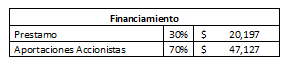 Financiamiento
Prestamo 30% $ 20,197
Aportaciones Accionistas 70% $ 47,127